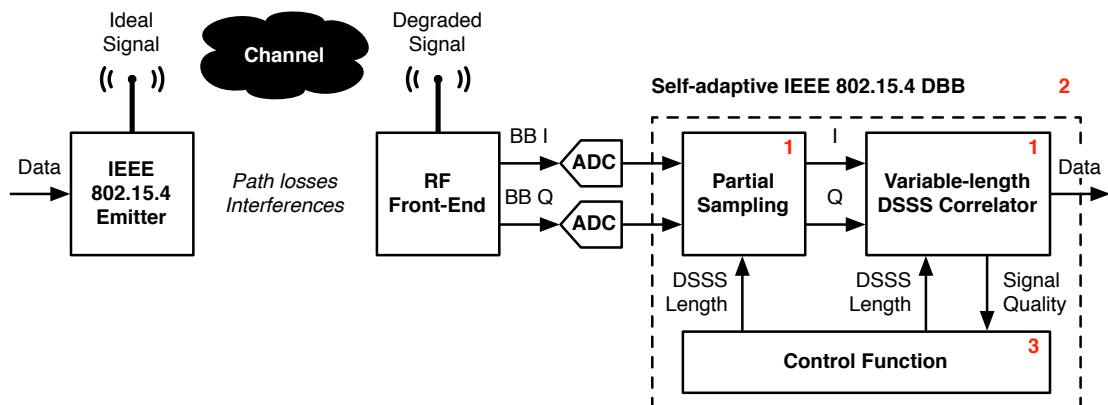 Ideal
Signal
Channel
Degraded
Signal
Self-adaptive IEEE 802.15.4 DBB 2
Data
IEEE
802.15.4
Emitter
Path losses
Interferences
RF
Front-End
BB I
BB Q
ADC
ADC
1
Partial
Sampling
I
Q
1
Variable-length
DSSS Correlator
Data
DSSS
Length
DSSS
Length
Signal
Quality
Control Function
3